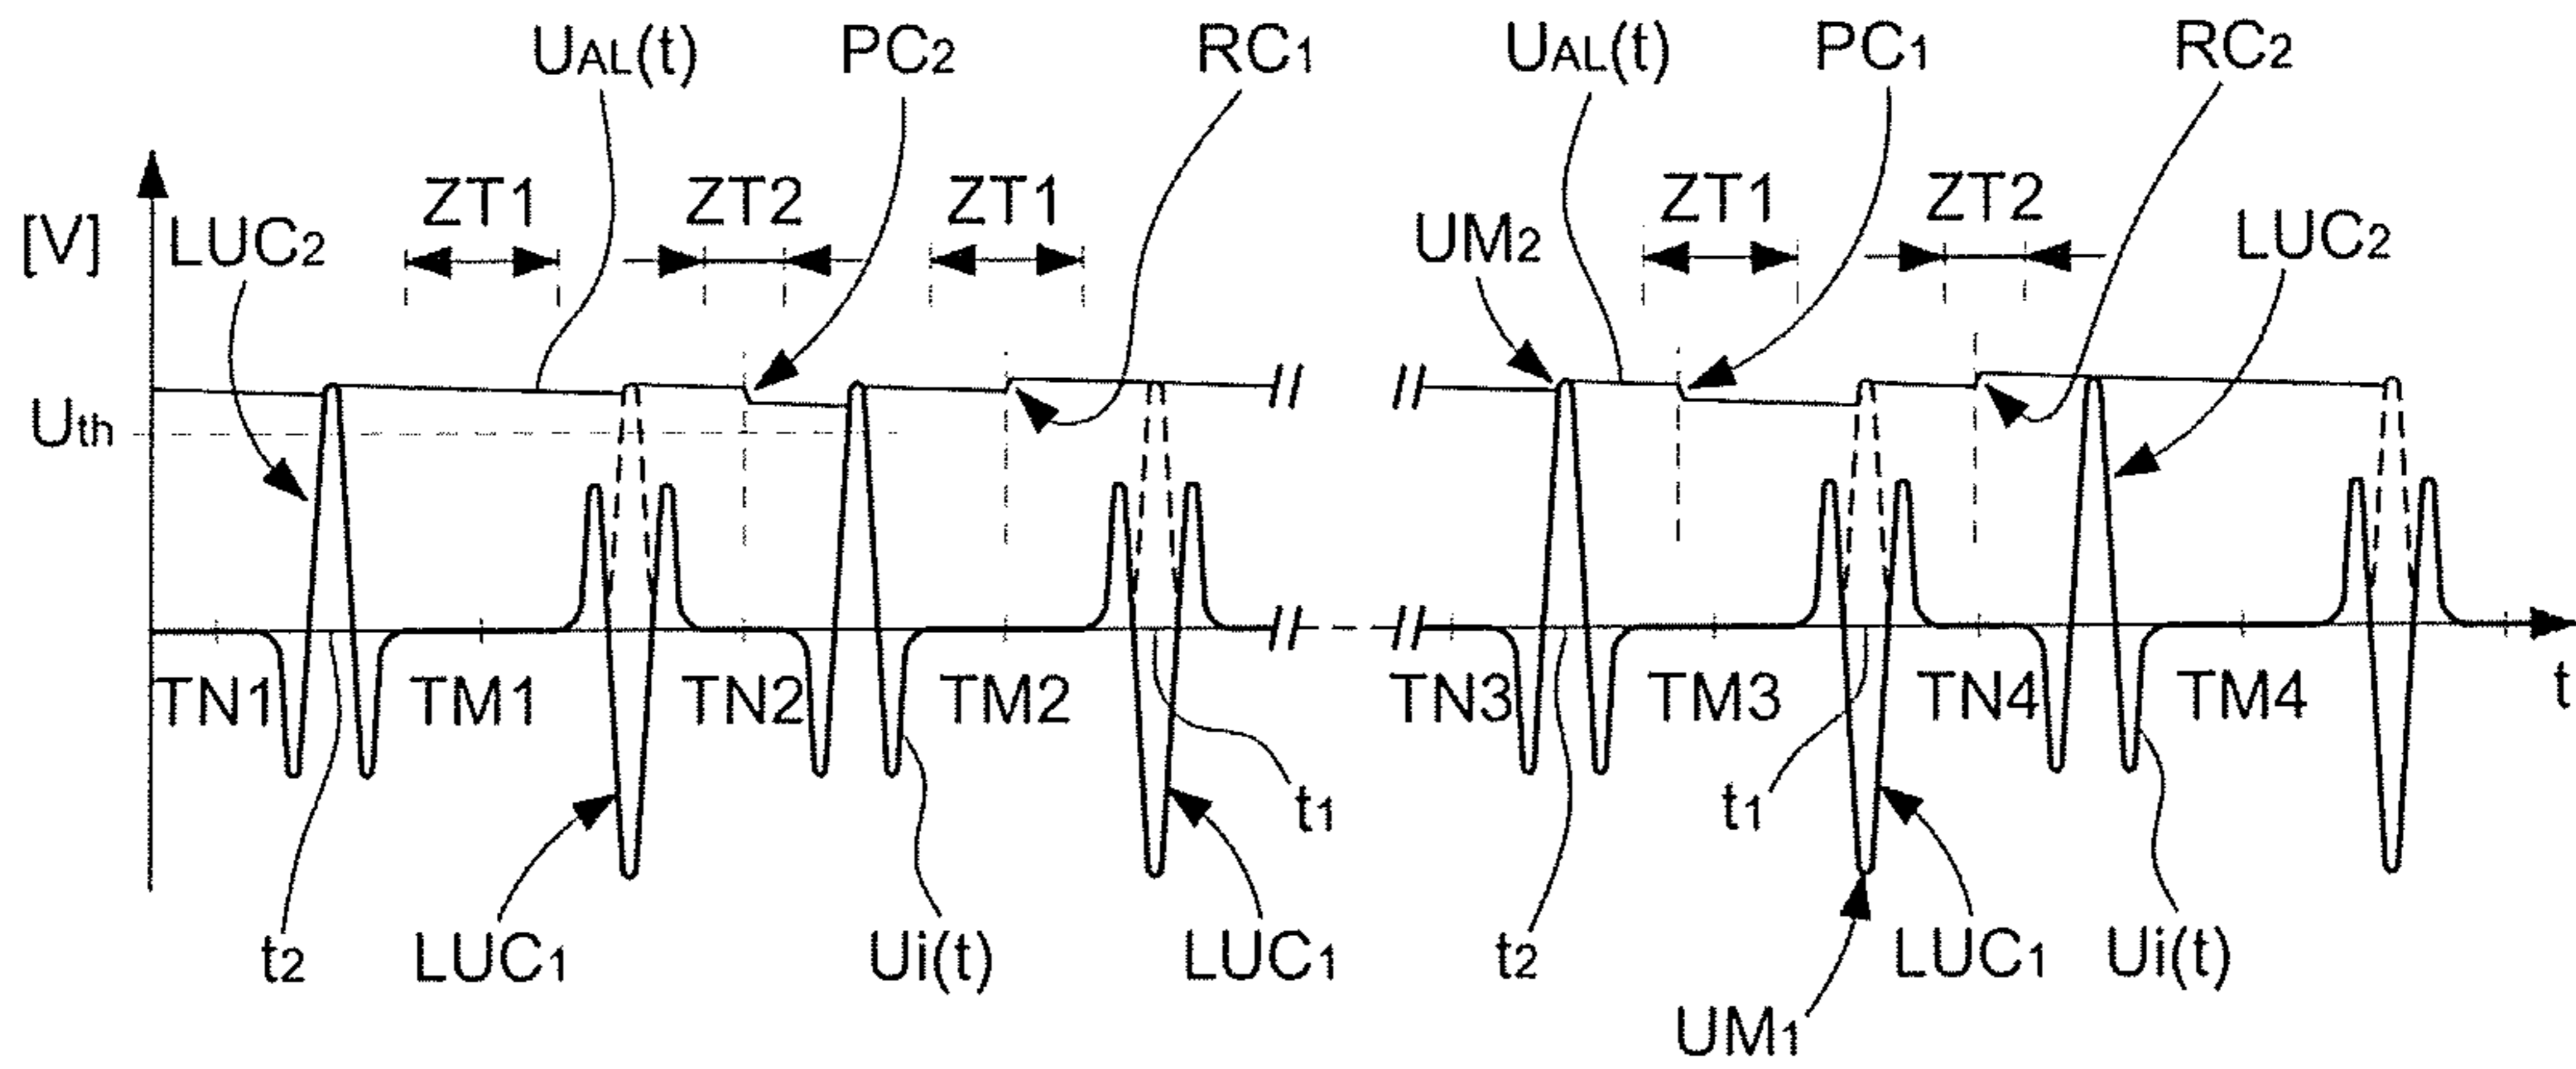 UAL(t) PC2 RC1 UAL(t) PC1 RC2
ZT1 ZT2 ZT1 ZT1 ZT2
[V] LUC2 UM2 LUC2
Uth
TN1 TM1 TN2 TM2 TN3 TM3 TN4 TM4 t
t1 t1
t2 LUC1 Ui(t) LUC1 t2 LUC1 Ui(t)
UM1